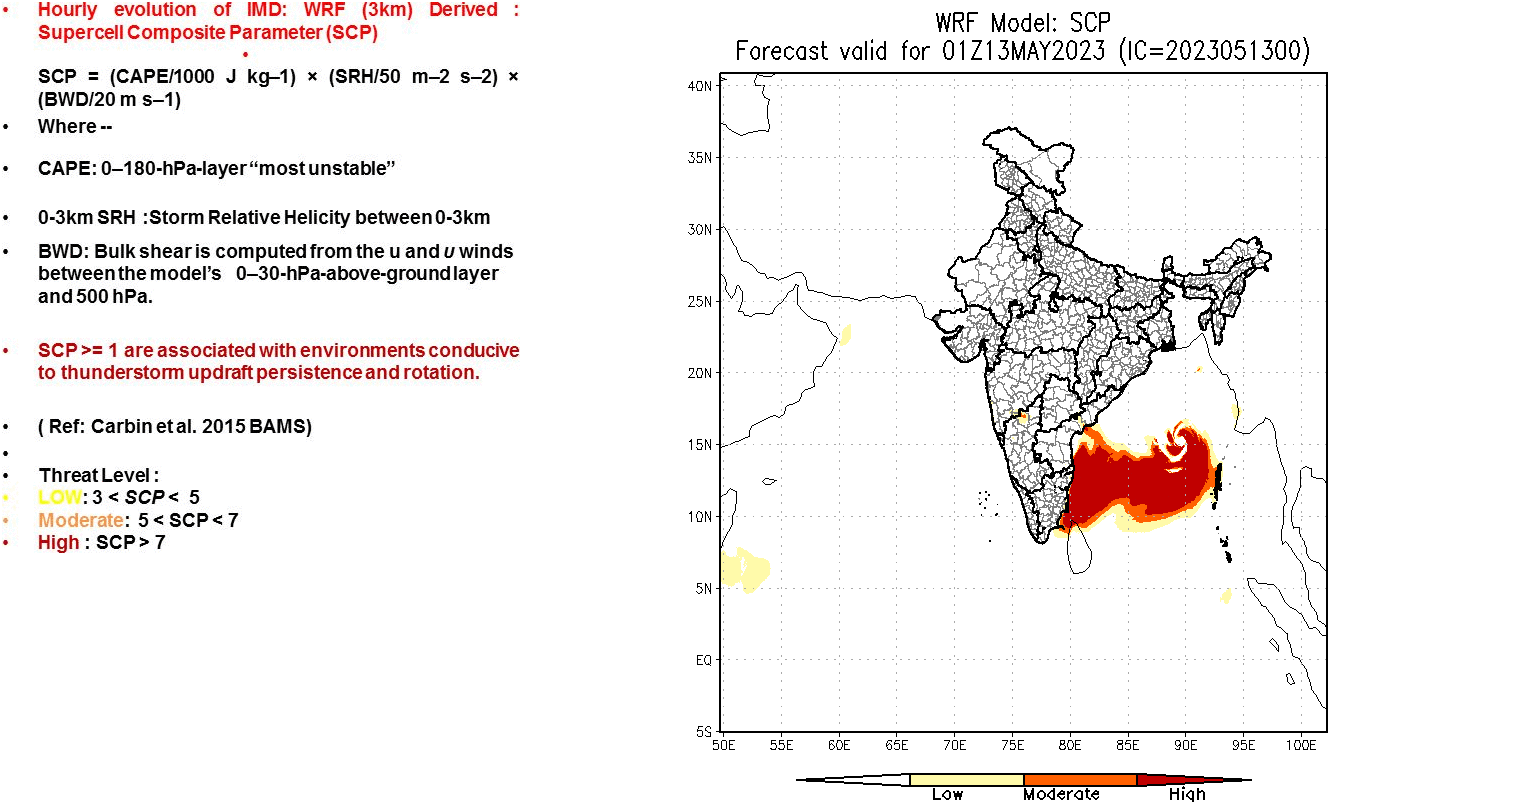 • Hourly evolution of IMD: WRF (3km) Derived :
Supercell Composite Parameter (SCP)
•
SCP = (CAPE/1000 J kg–1) × (SRH/50 m–2 s–2) ×
(BWD/20 m s–1)
• Where --
• CAPE: 0–180-hPa-layer “most unstable”
• 0-3km SRH :Storm Relative Helicity between 0-3km
• BWD: Bulk shear is computed from the u and υ winds
between the model’s 0–30-hPa-above-ground layer
and 500 hPa.
• SCP >= 1 are associated with environments conducive
to thunderstorm updraft persistence and rotation.
• ( Ref: Carbin et al. 2015 BAMS)
•
• Threat Level :
• LOW: 3 < SCP < 5
• Moderate: 5 < SCP < 7
• High : SCP > 7
WRF Model: SCP
Forecast valid for 01Z13MAY2023 (IC=2023051300)
40N
35N
30N
25N
20N
15N
10N
5N
EQ
5S
50E 55E 60E 65E 70E 75E 80E 85E 90E 95E 100E
Low Moderate High